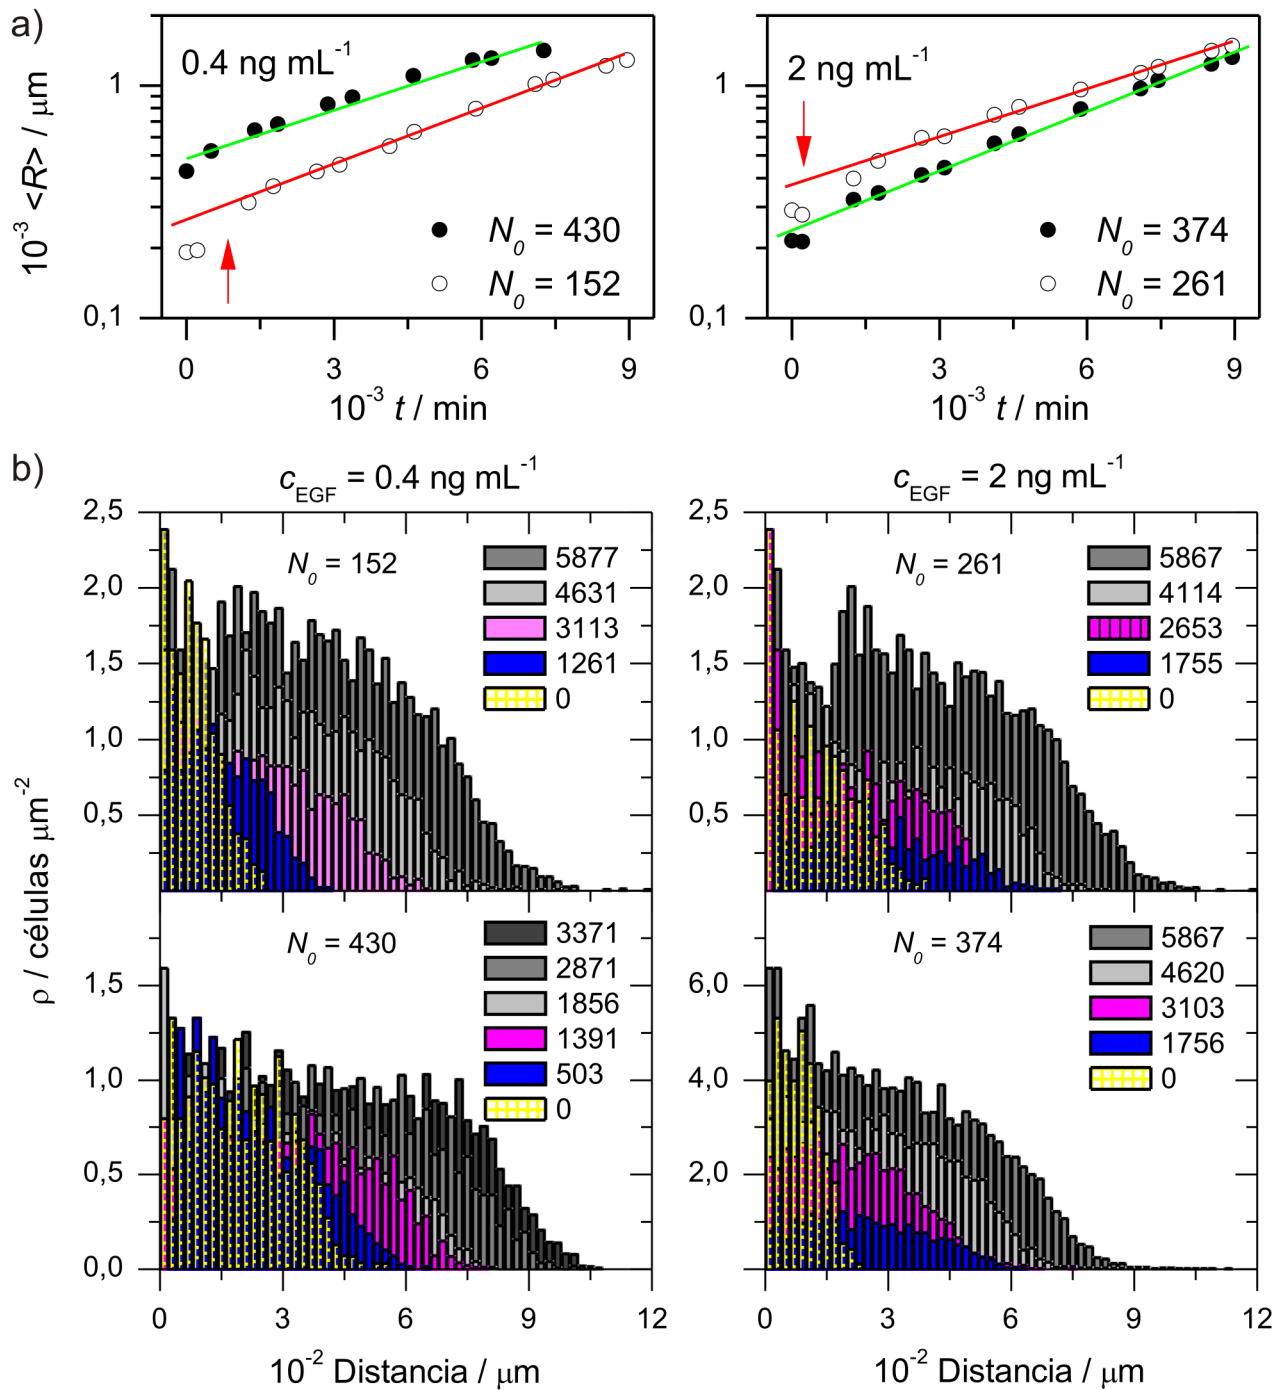 a)
0.4 ng mL⁻¹
2 ng mL⁻¹
10⁻³ <R> / μm
1
0,1
1
0,1
N₀ = 430
N₀ = 152
N₀ = 374
N₀ = 261
0 3 6 9
0 3 6 9
10⁻³ t / min
10⁻³ t / min
b)
c_EGF = 0.4 ng mL⁻¹
c_EGF = 2 ng mL⁻¹
ρ / células μm⁻²
2,5
2,0
1,5
1,0
0,5
N₀ = 152
5877
4631
3113
1261
0
2,5
2,0
1,5
1,0
0,5
N₀ = 261
5867
4114
2653
1755
0
1,5
1,0
0,5
0,0
N₀ = 430
3371
2871
1856
1391
503
0
6,0
4,0
2,0
N₀ = 374
5867
4620
3103
1756
0
0 3 6 9 12
0 3 6 9 12
10⁻² Distancia / μm
10⁻² Distancia / μm